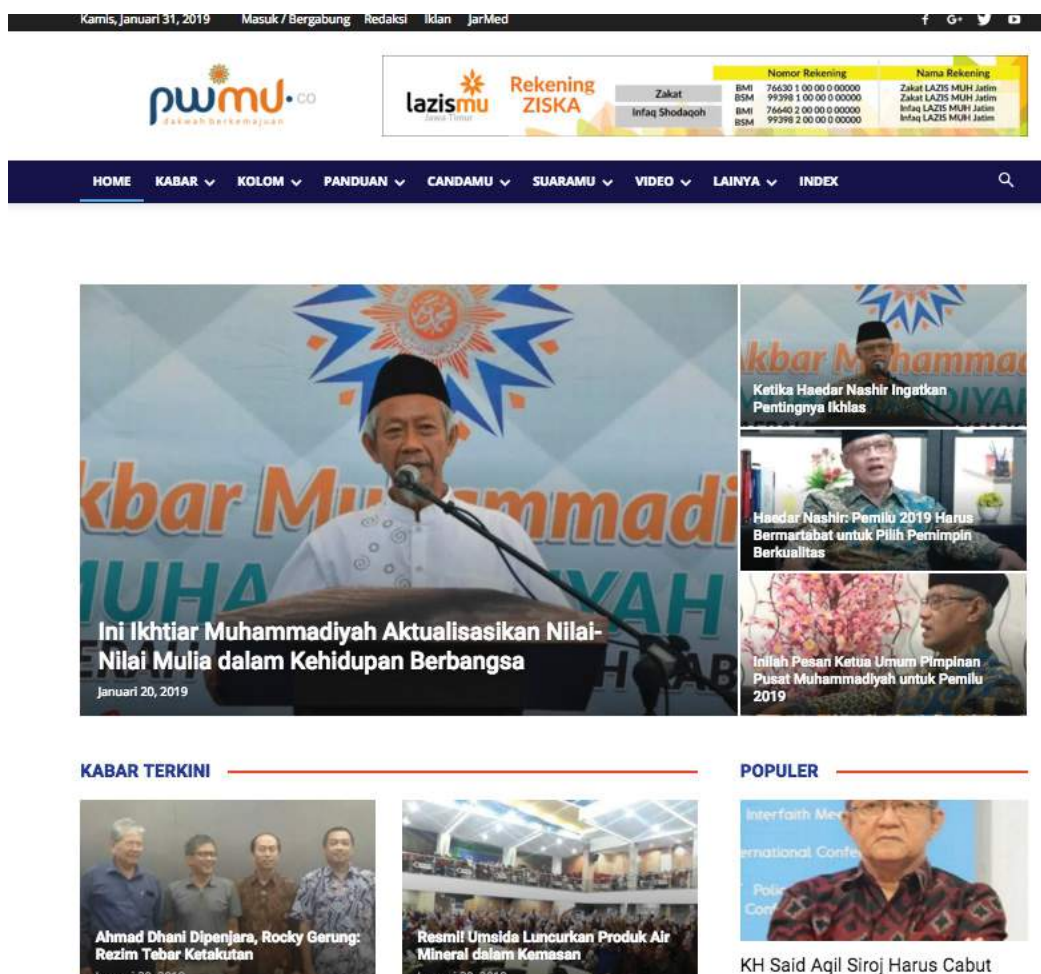 Kamis, Januari 31, 2019 Masuk / Bergabung Redaksi Iklan JarMed
pwmu.co
dakwah berkemajuan
lazismu
Jawa Timur
Rekening
ZISKA
Nomor Rekening Nama Rekening
Zakat BMI 76630 1 00 00 0 00000 Zakat LAZIS MUH Jatim
BSM 99398 1 00 00 0 00000 Zakat LAZIS MUH Jatim
Infaq Shodaqoh BMI 76640 2 00 00 0 00000 Infaq LAZIS MUH Jatim
BSM 99398 2 00 00 0 00000 Infaq LAZIS MUH Jatim
HOME KABAR KOLOM PANDUAN CANDAMU SUARAMU VIDEO LAINYA INDEX
kbar Muhammadi
MUHAMMADIYAH
Ini Ikhtiar Muhammadiyah Aktualisasikan Nilai-
Nilai Mulia dalam Kehidupan Berbangsa
Januari 20, 2019
Ketika Haedar Nashir Ingatkan
Pentingnya Ikhlas
Haedar Nashir: Pemilu 2019 Harus
Bermartabat untuk Pilih Pemimpin
Berkualitas
Inilah Pesan Ketua Umum Pimpinan
Pusat Muhammadiyah untuk Pemilu
2019
KABAR TERKINI
Ahmad Dhani Dipenjara, Rocky Gerung:
Rezim Tebar Ketakutan
Resmi! Umsida Luncurkan Produk Air
Mineral dalam Kemasan
POPULER
Interfaith
KH Said Aqil Siroj Harus Cabut